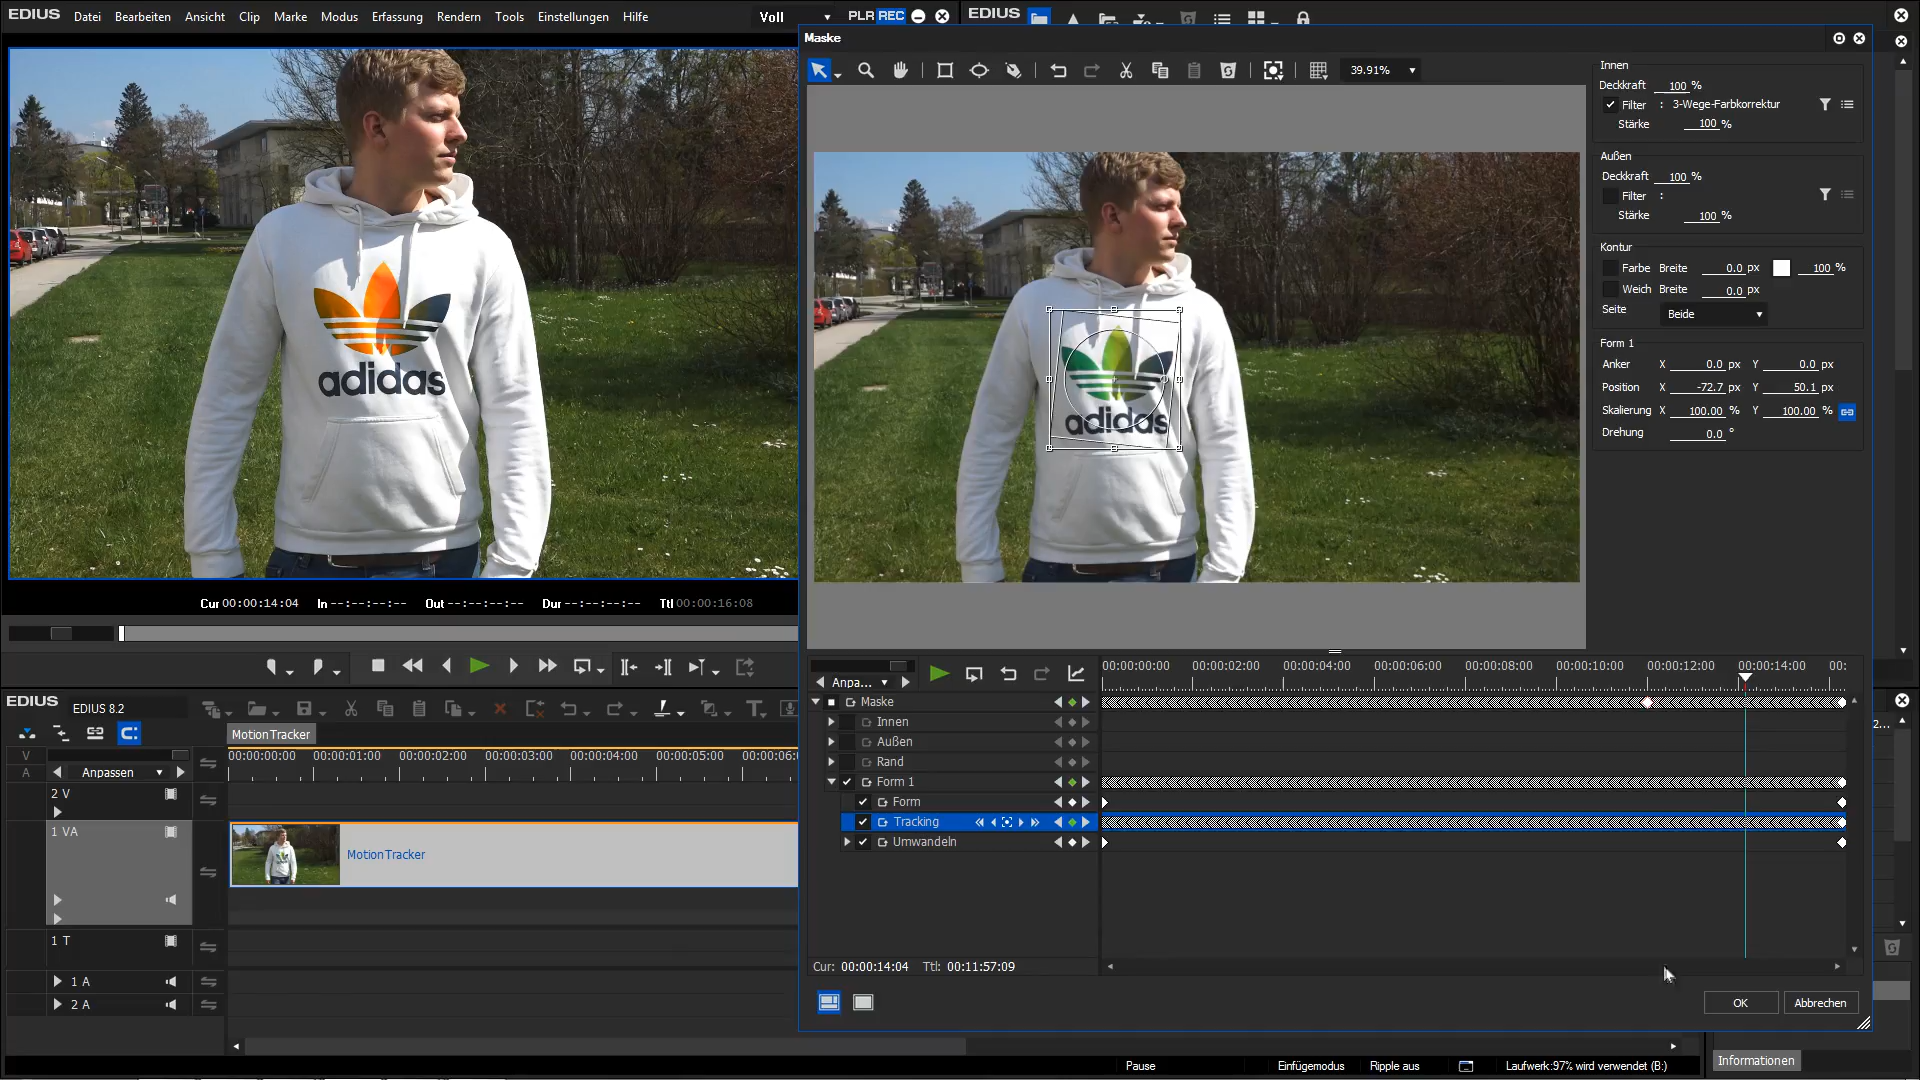 EDIUS Datei Bearbeiten Ansicht Clip Marke Modus Erfassung Rendern Tools Einstellungen Hilfe Voll PLR REC
EDIUS
Maske
39.91%
adidas
adidas
Cur 00:00:14:04 In --:--:--:-- Out --:--:--:-- Dur --:--:--:-- Ttl 00:00:16:08
Innen
Deckkraft 100 %
Filter : 3-Wege-Farbkorrektur
Stärke 100 %
Außen
Deckkraft 100 %
Filter :
Stärke 100 %
Kontur
Farbe Breite 0.0 px 100 %
Weich Breite 0.0 px
Seite Beide
Form 1
Anker X 0.0 px Y 0.0 px
Position X -72.7 px Y 50.1 px
Skalierung X 100.00 % Y 100.00 %
Drehung 0.0 °
Anpa...
00:00:00:00 00:00:02:00 00:00:04:00 00:00:06:00 00:00:08:00 00:00:10:00 00:00:12:00 00:00:14:00 00:
Maske
Innen
Außen
Rand
Form 1
Form
Tracking
Umwandeln
Cur: 00:00:14:04 Ttl: 00:11:57:09
OK Abbrechen
EDIUS EDIUS 8.2
MotionTracker
V
A
Anpassen
00:00:00:00 00:00:01:00 00:00:02:00 00:00:03:00 00:00:04:00 00:00:05:00 00:00:06:0
2 V
1 VA
MotionTracker
1 T
1 A
2 A
2...
Pause Einfügemodus Ripple aus Laufwerk:97% wird verwendet (B:)
Informationen